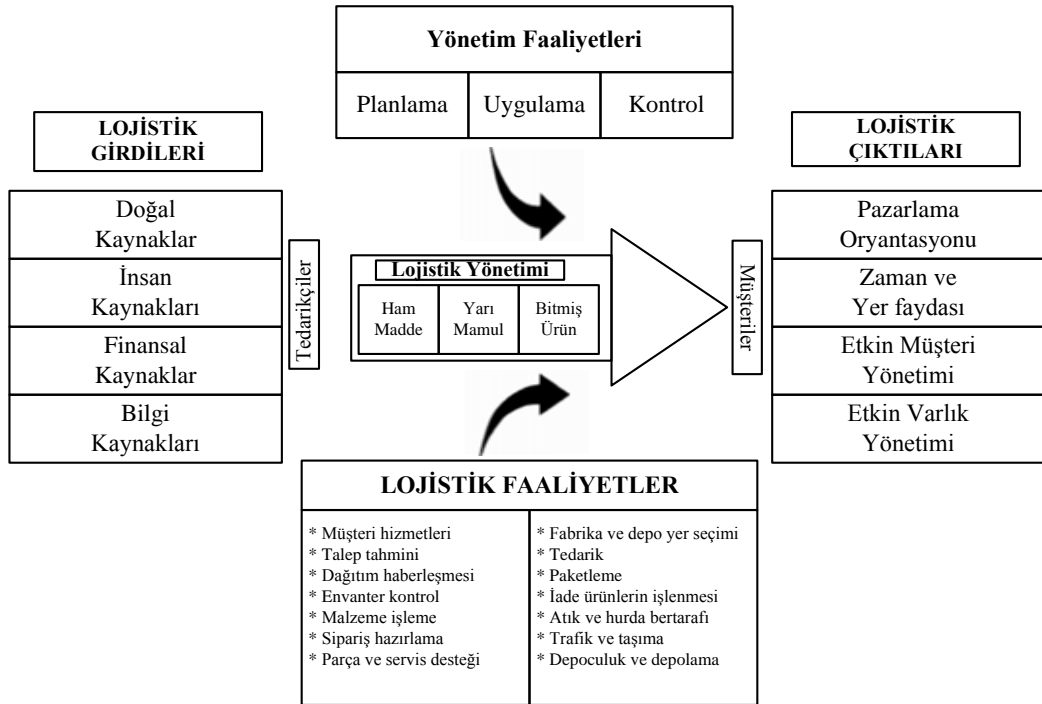 Yönetim Faaliyetleri
Planlama
Uygulama
Kontrol
LOJİSTİK
GİRDİLERİ
Doğal
Kaynaklar
İnsan
Kaynakları
Finansal
Kaynaklar
Bilgi
Kaynakları
Tedarikçiler
Lojistik Yönetimi
Ham
Madde
Yarı
Mamul
Bitmiş
Ürün
Müşteriler
LOJİSTİK
ÇIKTILARI
Pazarlama
Oryantasyonu
Zaman ve
Yer faydası
Etkin Müşteri
Yönetimi
Etkin Varlık
Yönetimi
LOJİSTİK FAALİYETLER
* Müşteri hizmetleri
* Talep tahmini
* Dağıtım haberleşmesi
* Envanter kontrol
* Malzeme işleme
* Sipariş hazırlama
* Parça ve servis desteği
* Fabrika ve depo yer seçimi
* Tedarik
* Paketleme
* İade ürünlerin işlenmesi
* Atık ve hurda bertarafı
* Trafik ve taşıma
* Depoculuk ve depolama